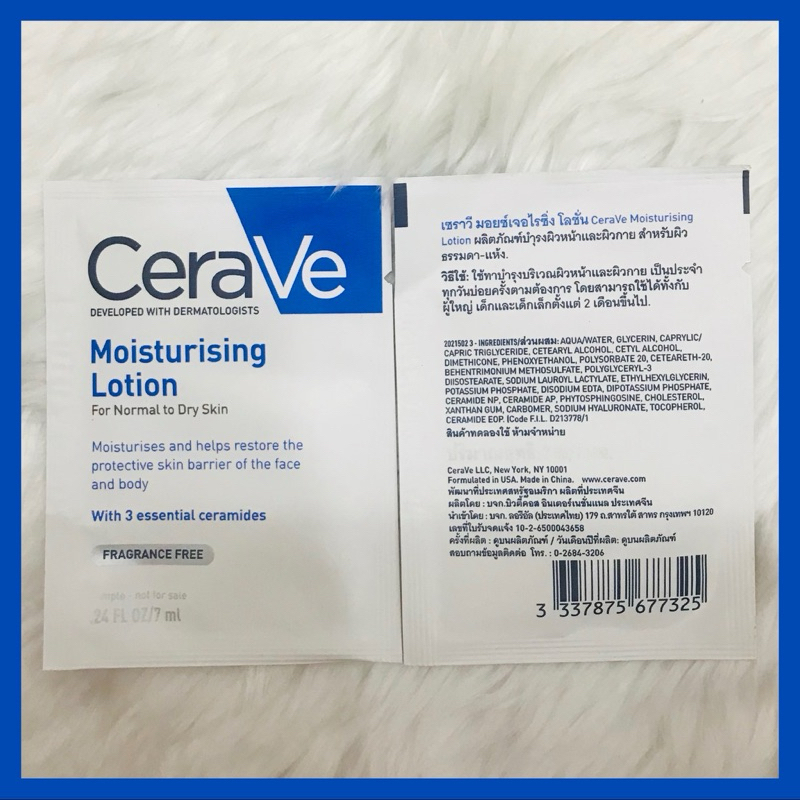 CeraVe
DEVELOPED WITH DERMATOLOGISTS
Moisturising
Lotion
For Normal to Dry Skin
Moisturises and helps restore the
protective skin barrier of the face
and body
With 3 essential ceramides
FRAGRANCE FREE
not for sale
.24 FL OZ/7 ml
เซราวี มอยซ์เจอไรซิ่ง โลชั่น CeraVe Moisturising
Lotion ผลิตภัณฑ์บำรุงผิวหน้าและผิวกาย สำหรับผิว
ธรรมดา-แห้ง.
วิธีใช้: ใช้ทาบำรุงบริเวณผิวหน้าและผิวกาย เป็นประจำ
ทุกวันบ่อยครั้งตามต้องการ โดยสามารถใช้ได้ทั้งกับ
ผู้ใหญ่ เด็กและเด็กเล็กตั้งแต่ 2 เดือนขึ้นไป.
2021502 3 - INGREDIENTS/ส่วนผสม: AQUA/WATER, GLYCERIN, CAPRYLIC/
CAPRIC TRIGLYCERIDE, CETEARYL ALCOHOL, CETYL ALCOHOL,
DIMETHICONE, PHENOXYETHANOL, POLYSORBATE 20, CETEARETH-20,
BEHENTRIMONIUM METHOSULFATE, POLYGLYCERYL-3
DIISOSTEARATE, SODIUM LAUROYL LACTYLATE, ETHYLHEXYLGLYCERIN,
POTASSIUM PHOSPHATE, DISODIUM EDTA, DIPOTASSIUM PHOSPHATE,
CERAMIDE NP, CERAMIDE AP, PHYTOSPHINGOSINE, CHOLESTEROL,
XANTHAN GUM, CARBOMER, SODIUM HYALURONATE, TOCOPHEROL,
CERAMIDE EOP. (Code F.I.L. D213778/1
สินค้าทดลองใช้ ห้ามจำหน่าย
CeraVe LLC, New York, NY 10001
Formulated in USA. Made in China. www.cerave.com
พัฒนาที่ประเทศสหรัฐอเมริกา ผลิตที่ประเทศจีน
ผลิตโดย : บจก.บิวตี้คอส อินเตอร์เนชั่นแนล ประเทศจีน
นำเข้าโดย : บจก. ลอรีอัล (ประเทศไทย) 179 ถ.สาทรใต้ สาทร กรุงเทพฯ 10120
เลขที่ใบรับจดแจ้ง 10-2-6500043658
ครั้งที่ผลิต : ดูบนผลิตภัณฑ์ / วันเดือนปีที่ผลิต: ดูบนผลิตภัณฑ์
สอบถามข้อมูลติดต่อ โทร. : 0-2684-3206
3 337875 677325